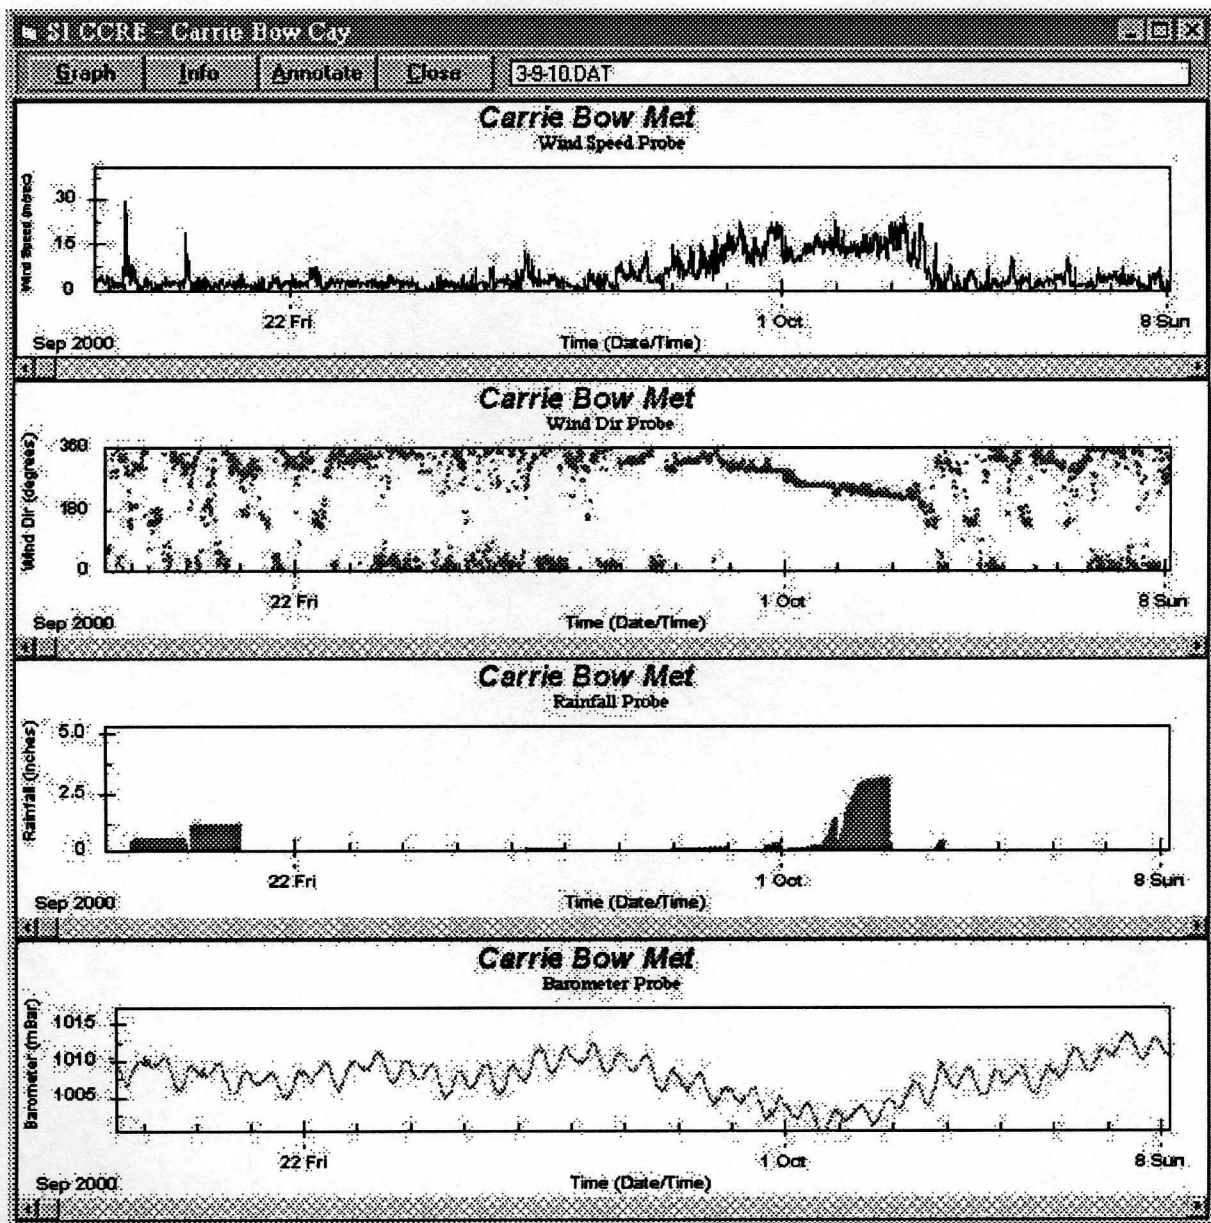 SI CCRE - Carrie Bow Cay
Graph Info Annotate Close 3-9-10.DAT
Carrie Bow Met
Wind Speed Probe
Wind Speed (m/sec)
30
15
0
22 Fri 1 Oct 8 Sun
Sep 2000 Time (Date/Time)
Carrie Bow Met
Wind Dir Probe
Wind Dir (degrees)
360
180
0
22 Fri 1 Oct 8 Sun
Sep 2000 Time (Date/Time)
Carrie Bow Met
Rainfall Probe
Rainfall (Inches)
5.0
2.5
0
22 Fri 1 Oct 8 Sun
Sep 2000 Time (Date/Time)
Carrie Bow Met
Barometer Probe
Barometer (mBar)
1015
1010
1005
22 Fri 1 Oct 8 Sun
Sep 2000 Time (Date/Time)